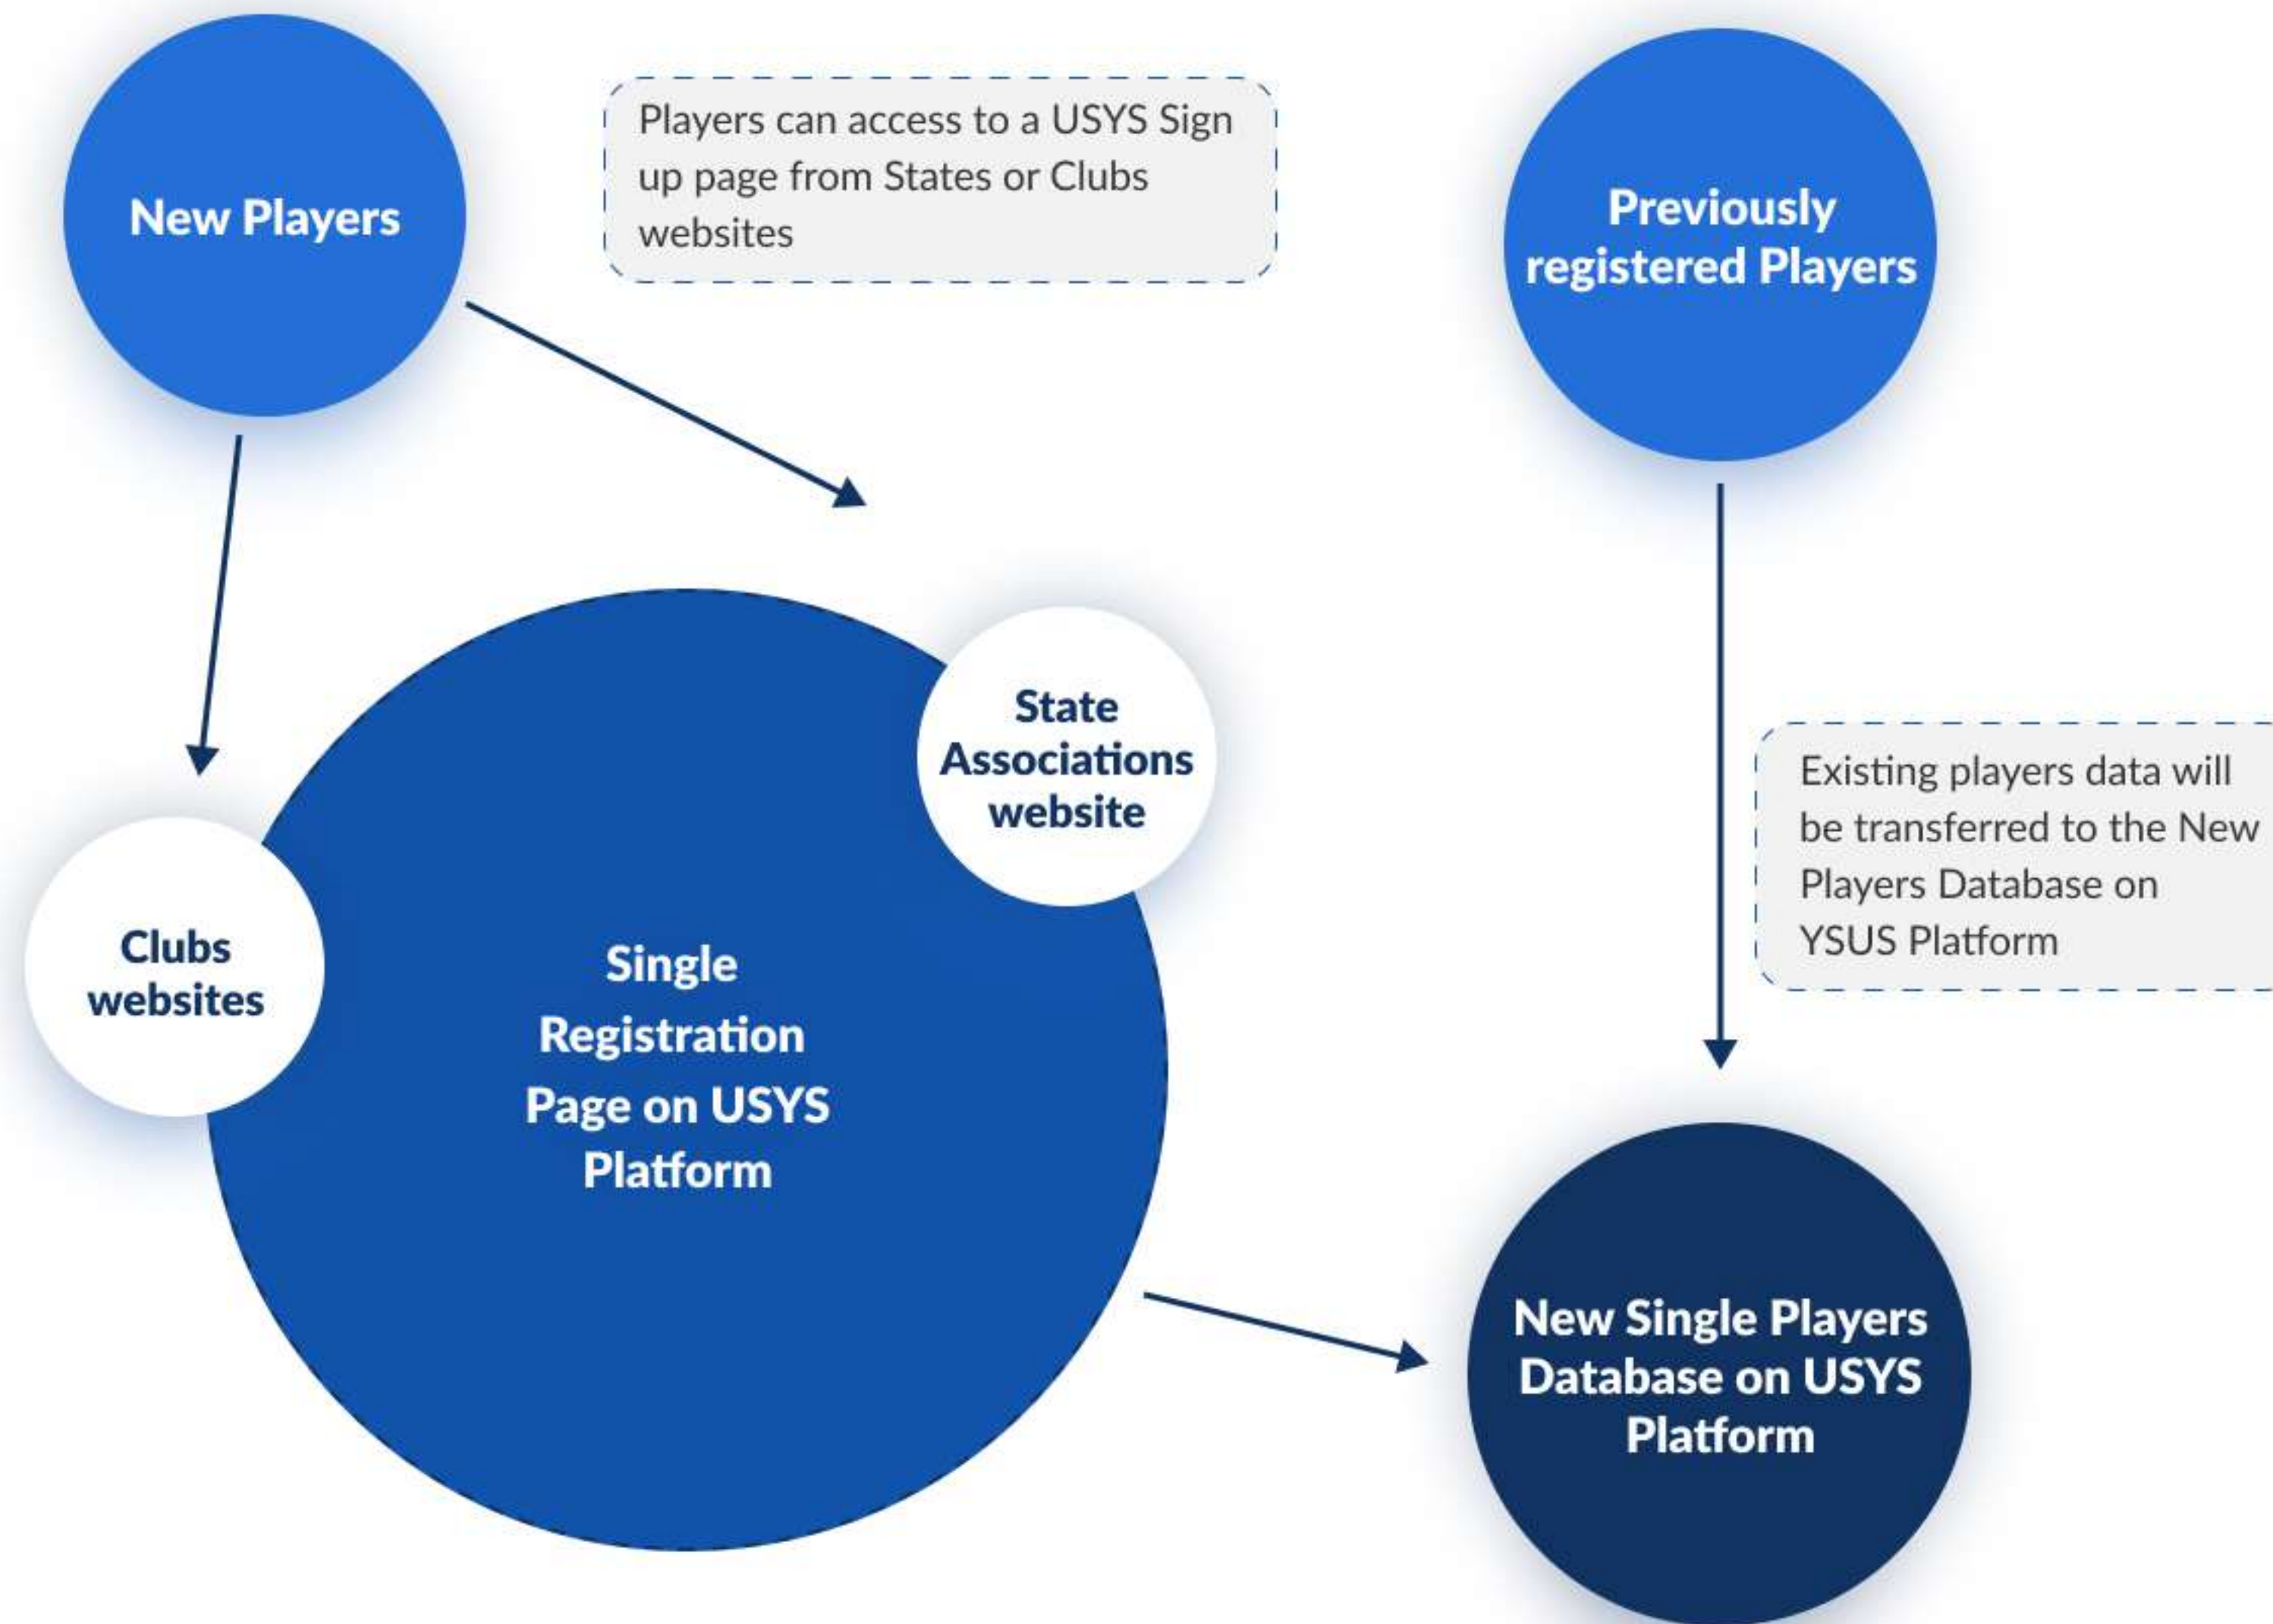 New Players
Players can access to a USYS Sign
up page from States or Clubs
websites
Previously
registered Players
State
Associations
website
Clubs
websites
Single
Registration
Page on USYS
Platform
Existing players data will
be transferred to the New
Players Database on
YSUS Platform
New Single Players
Database on USYS
Platform